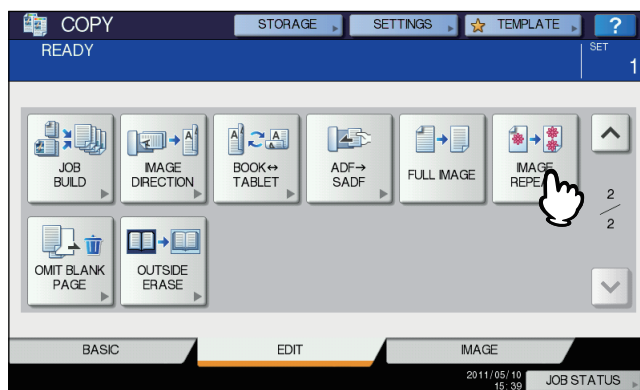 COPY
STORAGE
SETTINGS
TEMPLATE
?
READY
SET
1
JOB
BUILD
IMAGE
DIRECTION
BOOK↔
TABLET
ADF→
SADF
FULL IMAGE
IMAGE
2
2
OMIT BLANK
PAGE
OUTSIDE
ERASE
BASIC
EDIT
IMAGE
2011/05/10
15:39
JOB STATUS